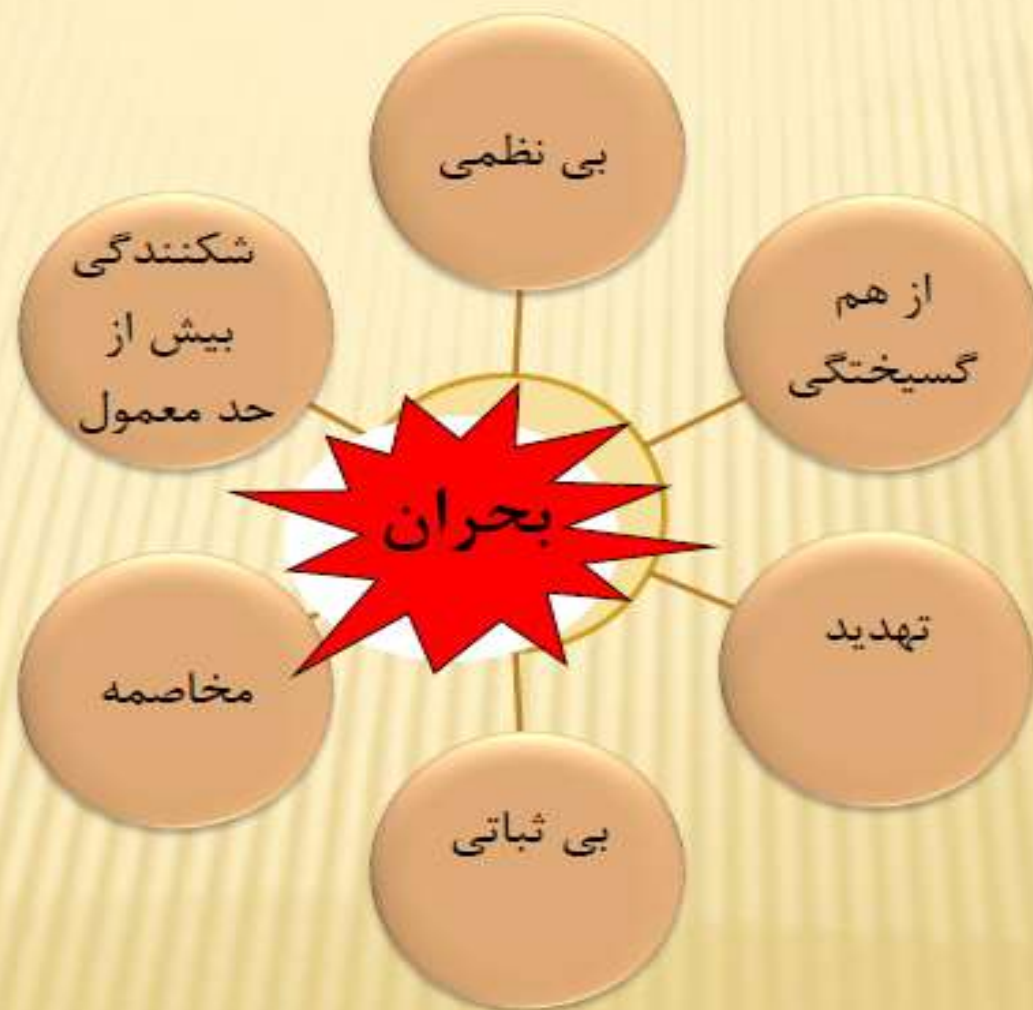 بی نظمی
از هم
گسیختگی
تهدید
بی ثباتی
مخاصمه
شکنندگی
بیش از
حد معمول
بحران